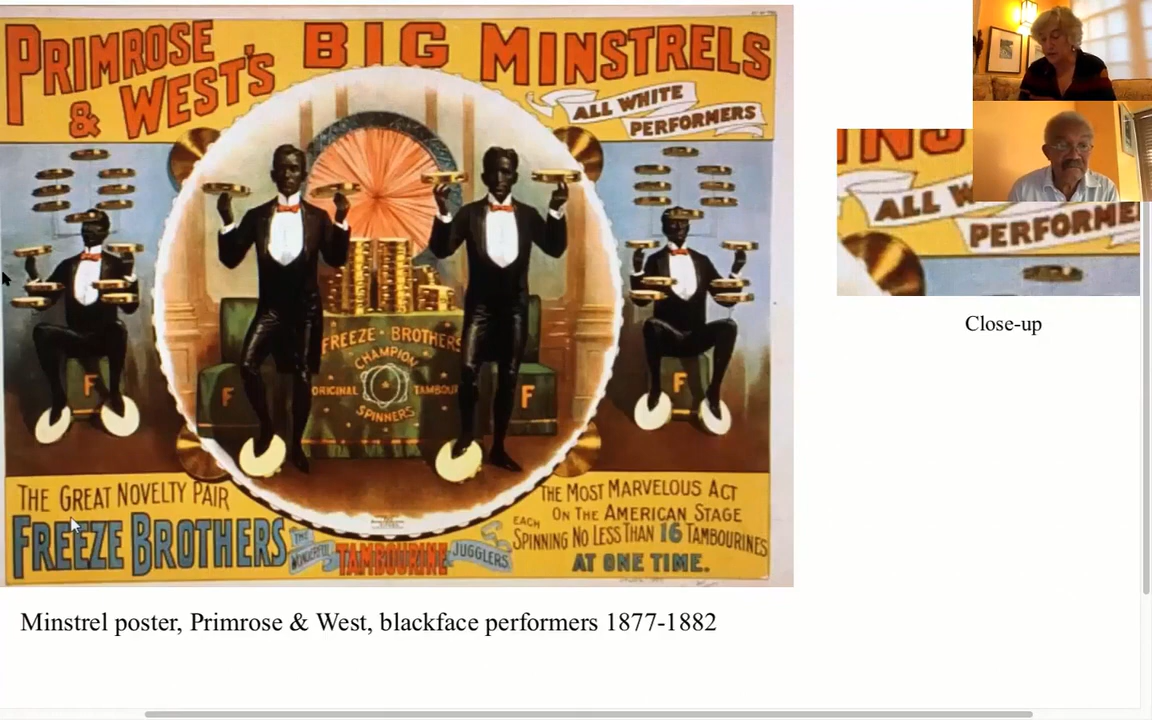 PRIMROSE & WEST'S BIG MINSTRELS
ALL WHITE
PERFORMERS
FREEZE · BROTHERS
CHAMPION
ORIGINAL TAMBOU
SPINNERS
F
F
F
F
THE GREAT NOVELTY PAIR
FREEZE BROTHERS
THE
WONDERFUL
TAMBOURINE
JUGGLERS
THE MOST MARVELOUS ACT
ON THE AMERICAN STAGE
EACH
SPINNING NO LESS THAN 16 TAMBOURINES
AT ONE TIME.
Minstrel poster, Primrose & West, blackface performers 1877-1882
INS
ALL W
PERFORME
Close-up